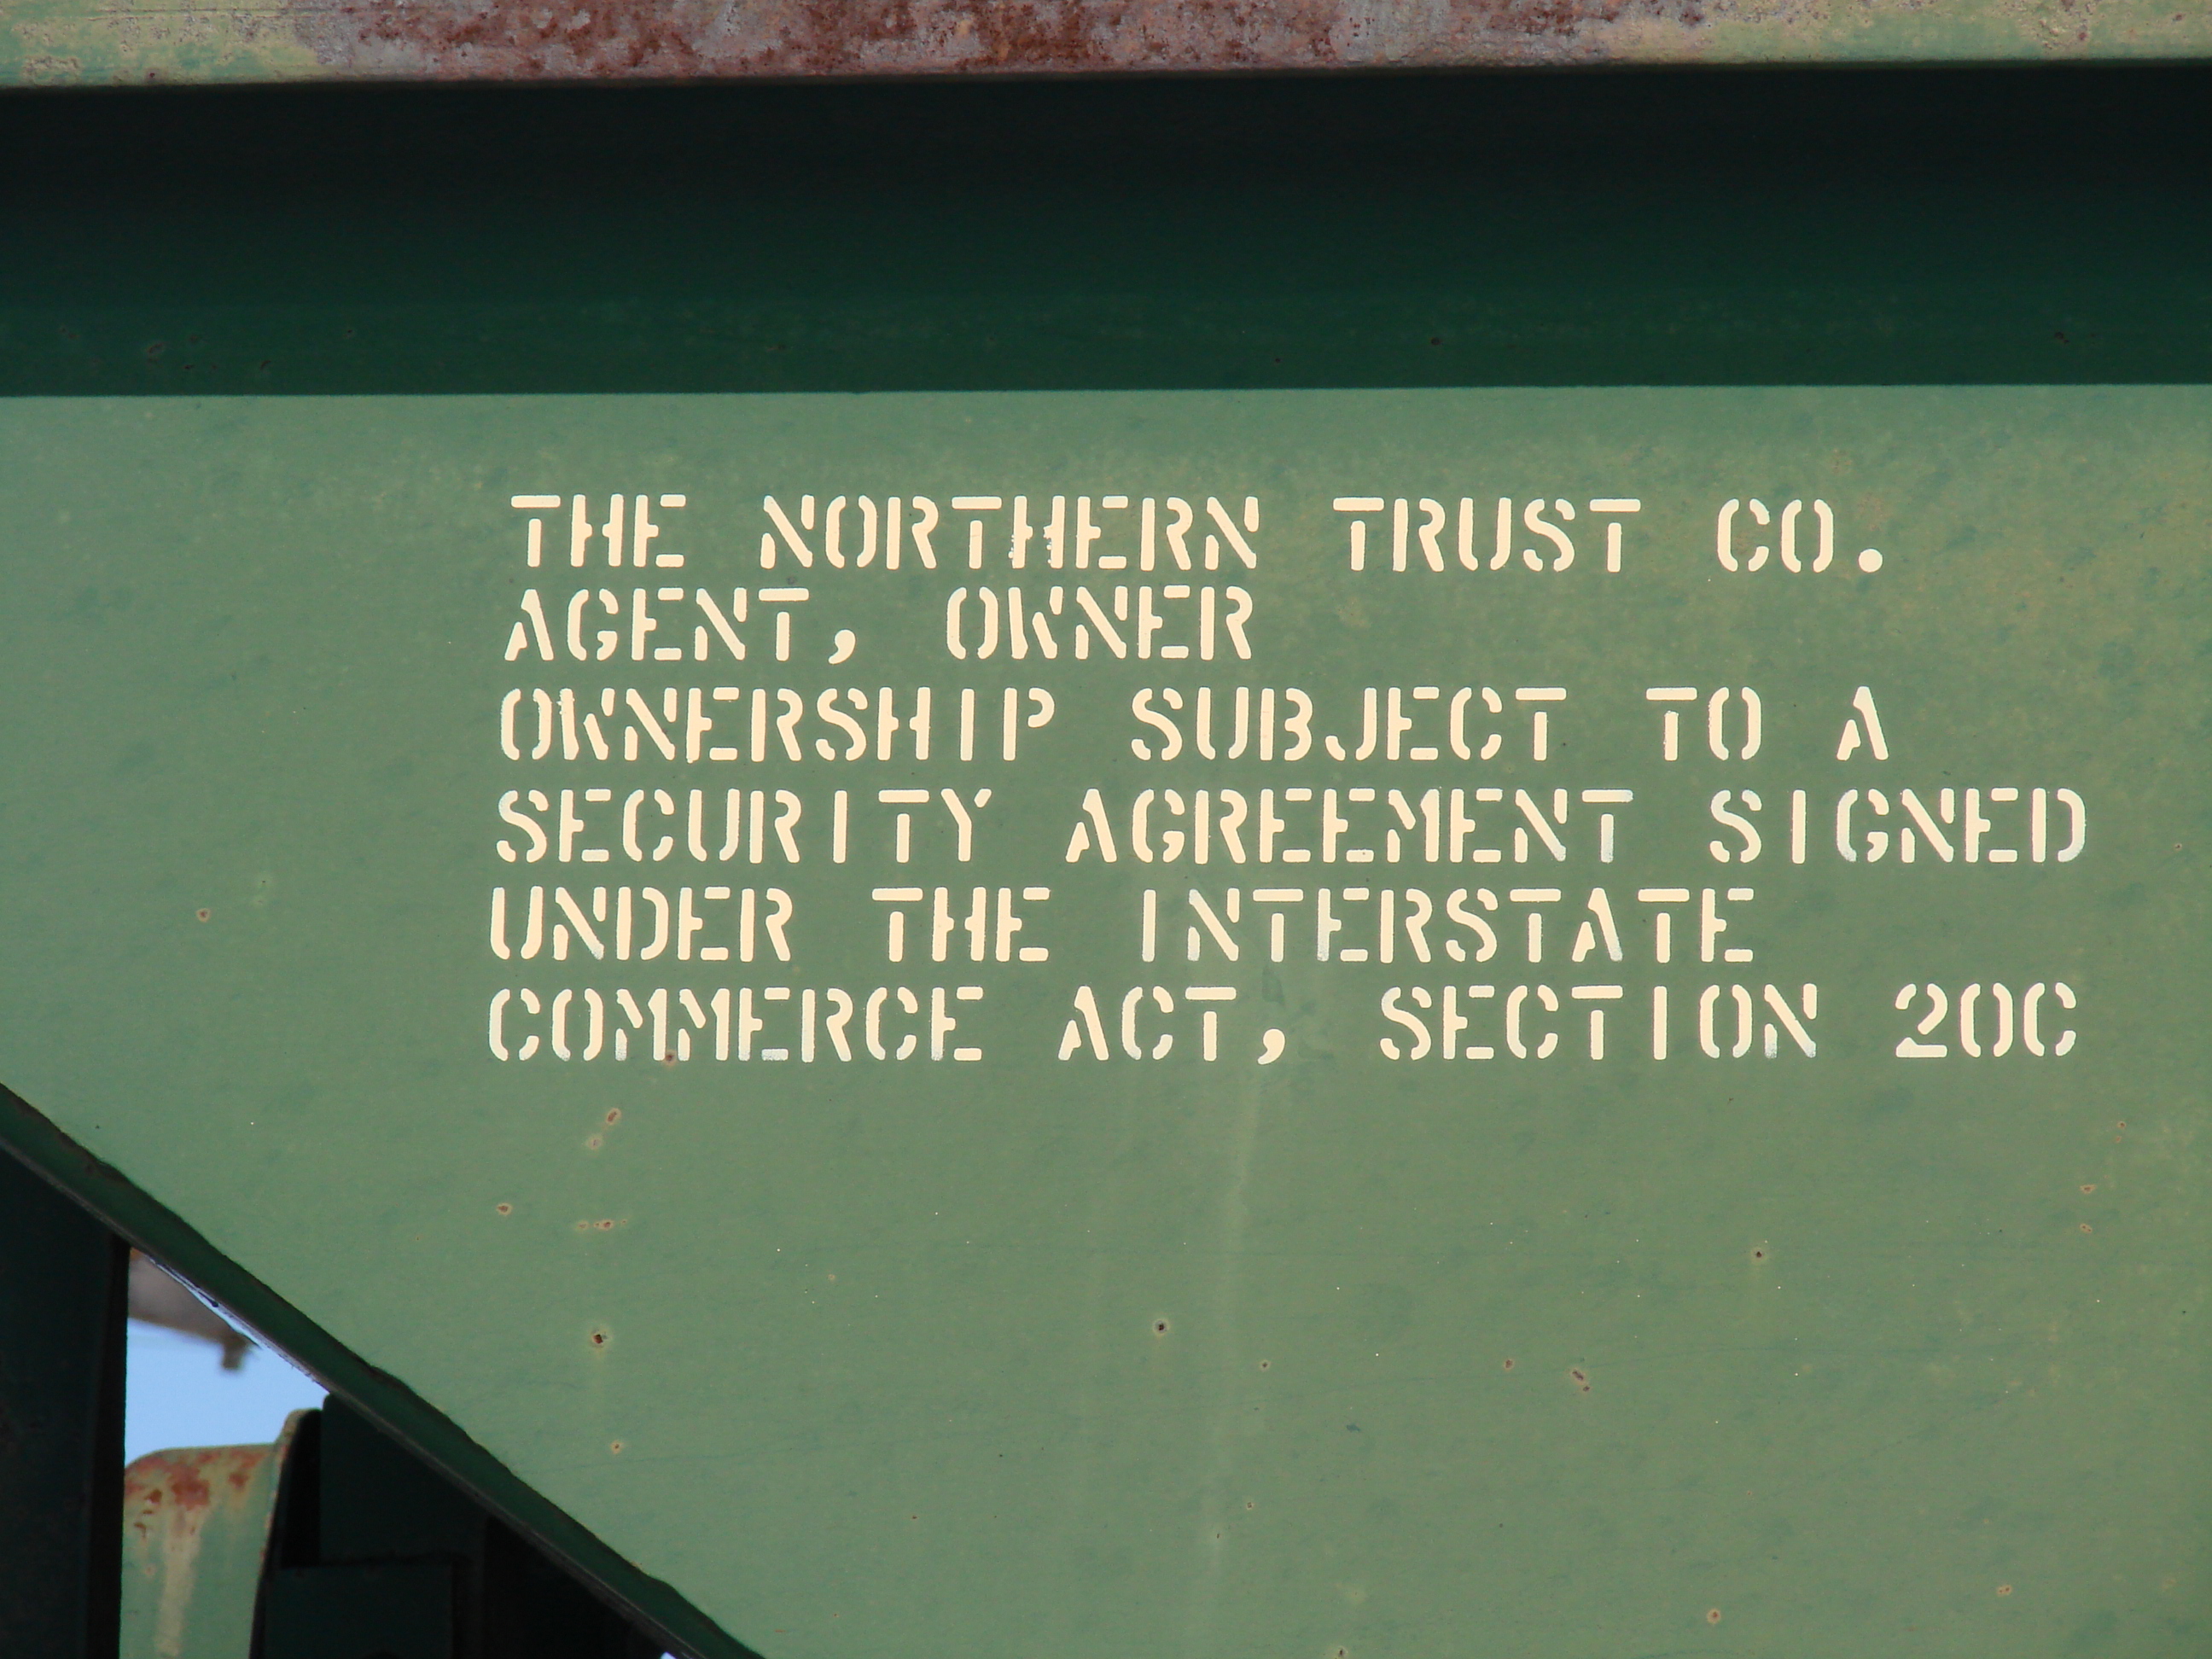 THE NORTHERN TRUST CO.
AGENT, OWNER
OWNERSHIP SUBJECT TO A
SECURITY AGREEMENT SIGNED
UNDER THE INTERSTATE
COMMERCE ACT, SECTION 20C